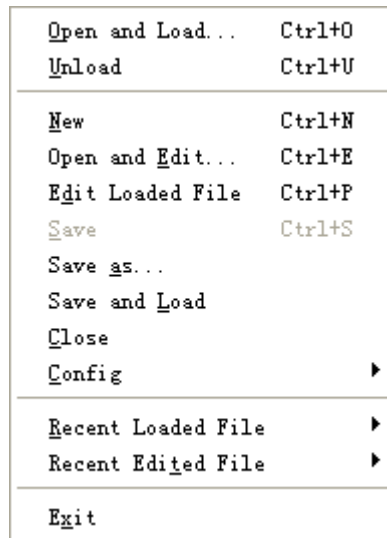 Open and Load... Ctrl+O
Unload Ctrl+U
New Ctrl+N
Open and Edit... Ctrl+E
Edit Loaded File Ctrl+P
Save Ctrl+S
Save as...
Save and Load
Close
Config
Recent Loaded File
Recent Edited File
Exit